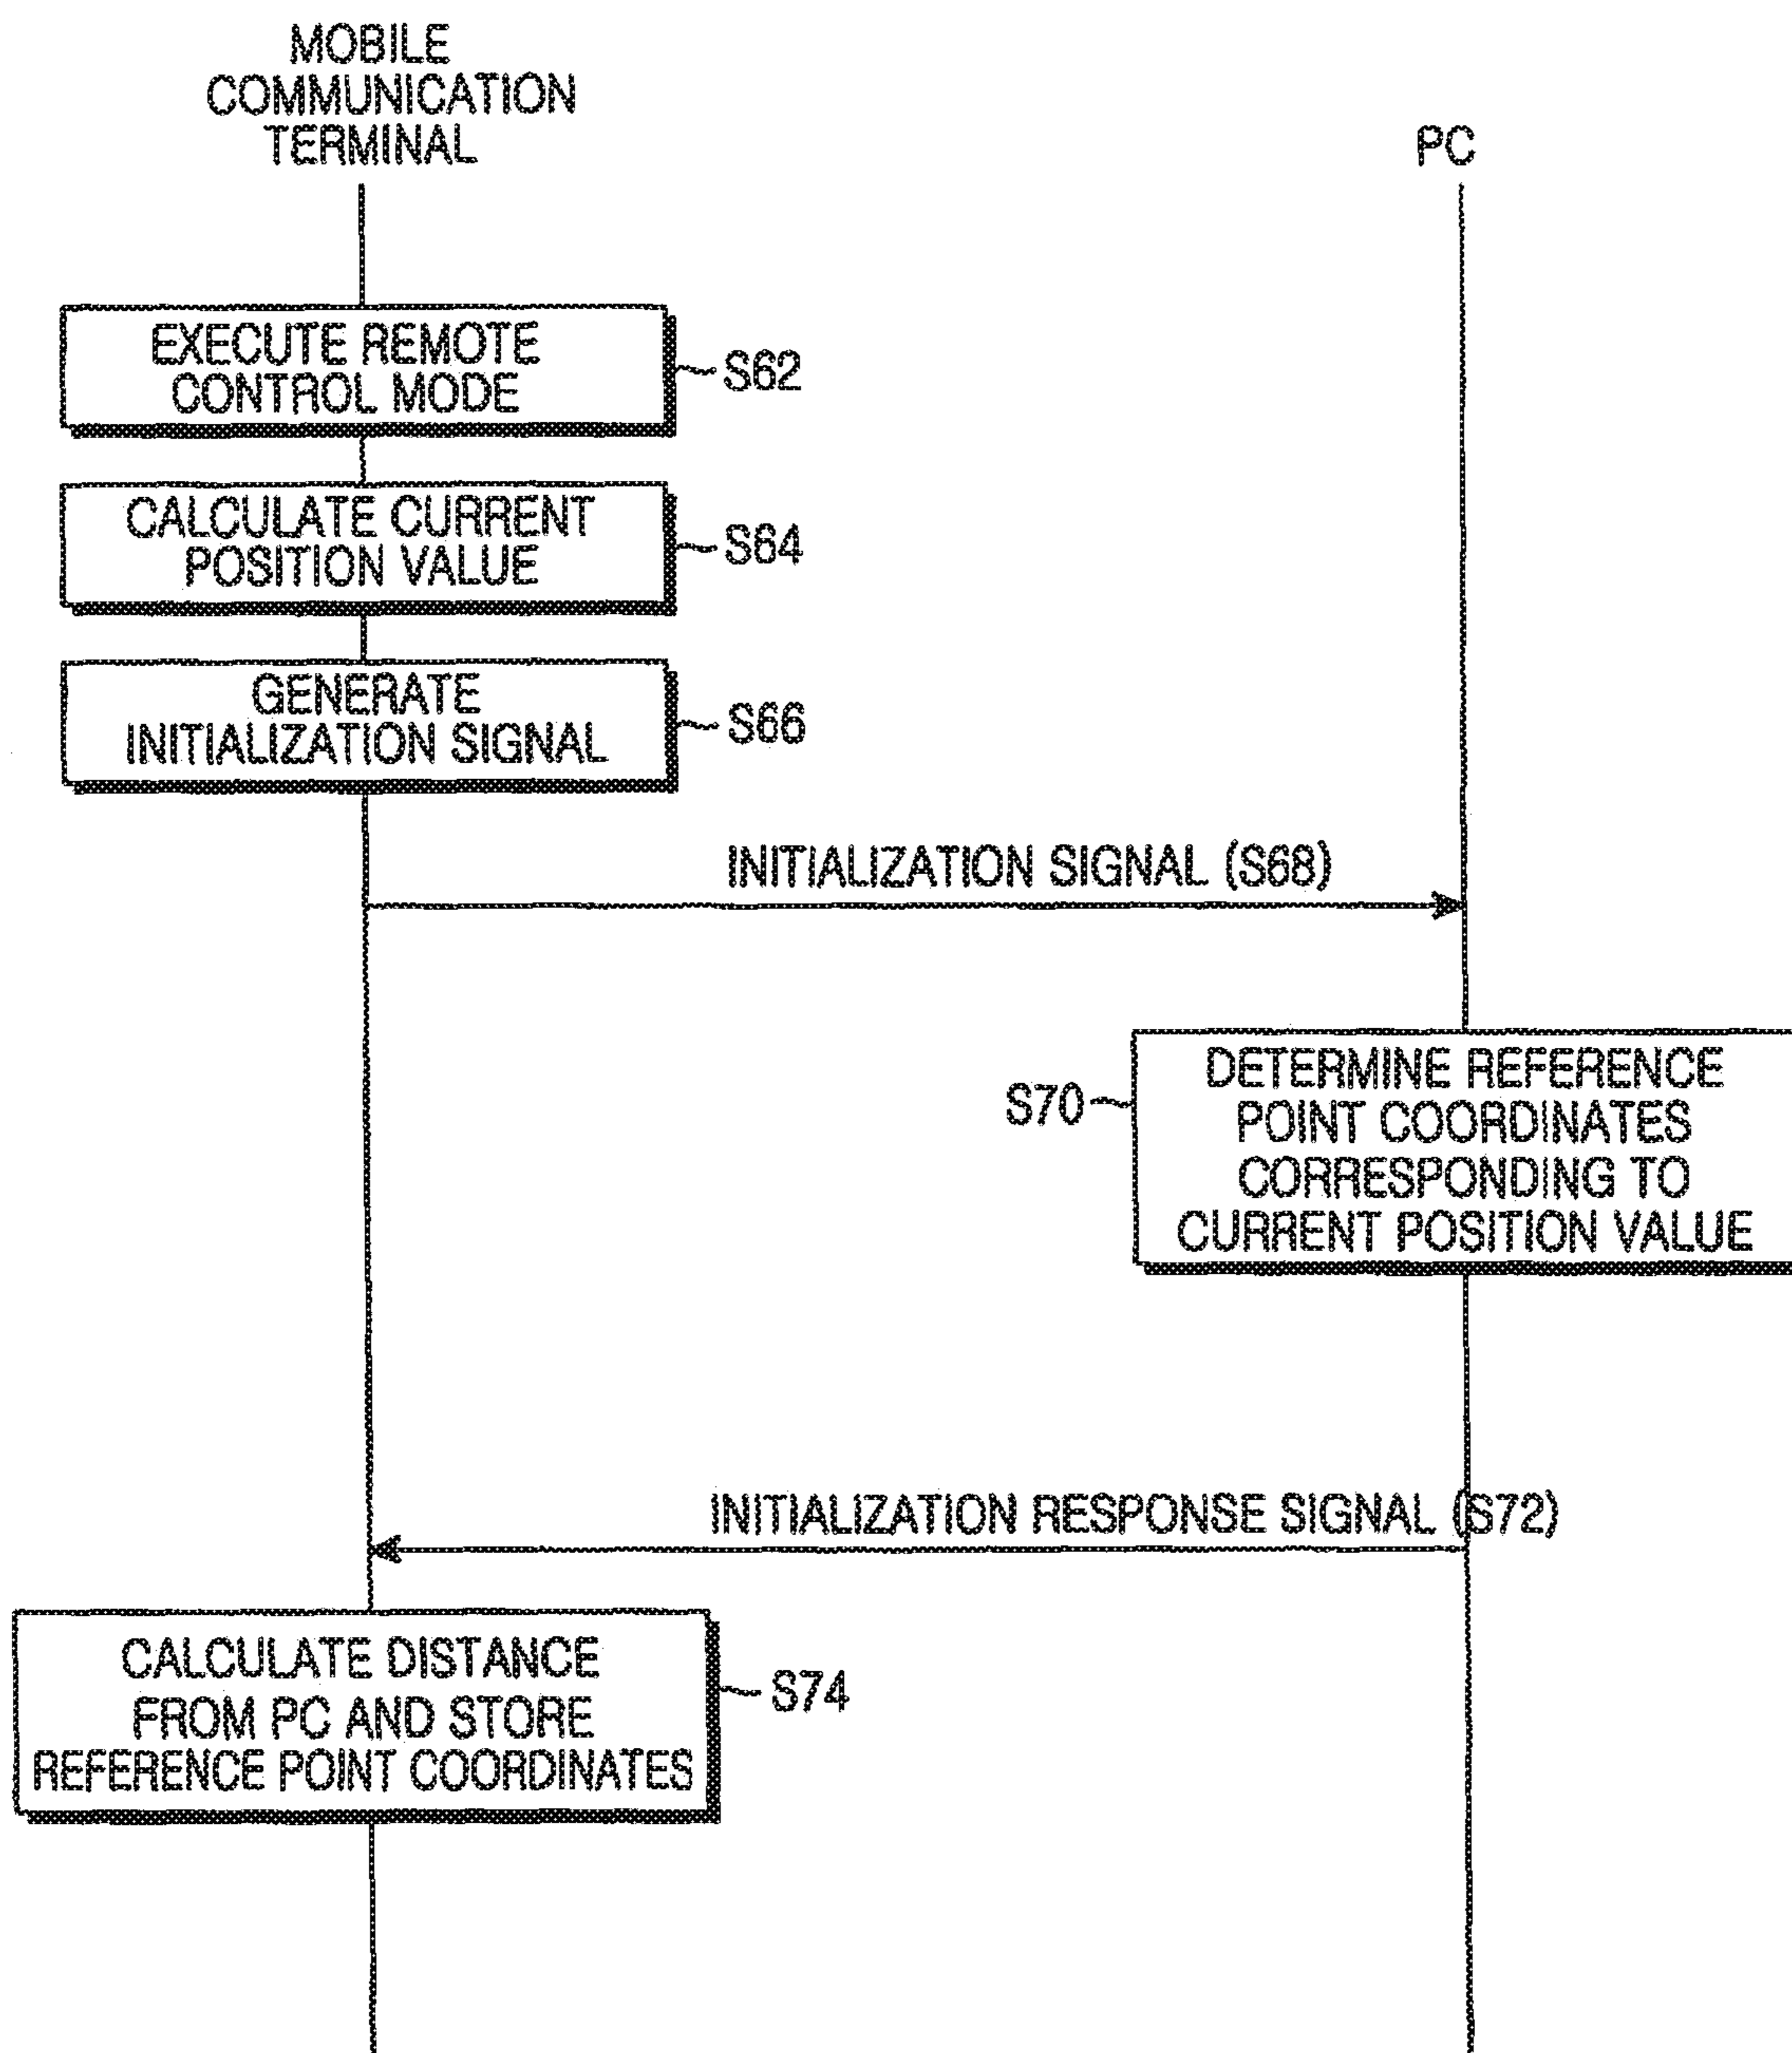 MOBILE
COMMUNICATION
TERMINAL
PC
EXECUTE REMOTE
CONTROL MODE
S62
CALCULATE CURRENT
POSITION VALUE
S64
GENERATE
INITIALIZATION SIGNAL
S66
INITIALIZATION SIGNAL (S68)
S70
DETERMINE REFERENCE
POINT COORDINATES
CORRESPONDING TO
CURRENT POSITION VALUE
INITIALIZATION RESPONSE SIGNAL (S72)
CALCULATE DISTANCE
FROM PC AND STORE
REFERENCE POINT COORDINATES
S74